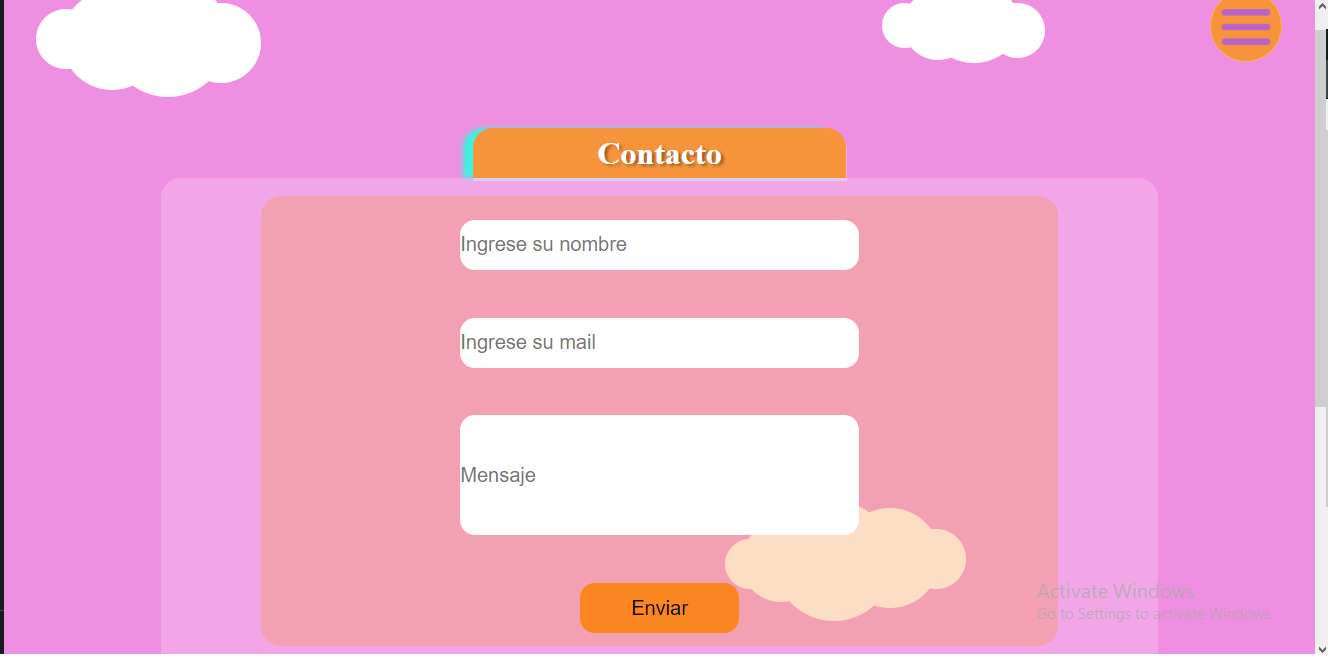 Contacto
Ingrese su nombre
Ingrese su mail
Mensaje
Enviar
Activate Windows
Go to Settings to activate Windows.